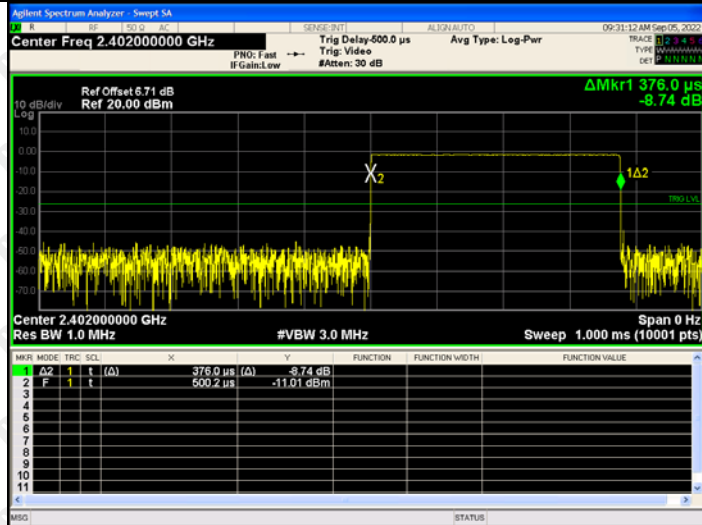 Agilent Spectrum Analyzer - Swept SA
R RF 50 Ω AC SENSE:INT ALIGN AUTO 09:31:12 AM Sep 05, 2022
Center Freq 2.402000000 GHz
PNO: Fast
IFGain:Low
Trig Delay-500.0 µs
Trig: Video
#Atten: 30 dB
Avg Type: Log-Pwr
TRACE 1 2 3 4 5 6
TYPE
DET P N N N N N
ΔMkr1 376.0 µs
-8.74 dB
Ref Offset 6.71 dB
10 dB/div Ref 20.00 dBm
Log
10.0
0.00
-10.0
-20.0
-30.0
-40.0
-50.0
-60.0
-70.0
X2
1Δ2
TRIG LVL
Center 2.402000000 GHz Span 0 Hz
Res BW 1.0 MHz #VBW 3.0 MHz Sweep 1.000 ms (10001 pts)
MKR MODE TRC SCL X Y FUNCTION FUNCTION WIDTH FUNCTION VALUE
1 Δ2 1 t (Δ) 376.0 µs (Δ) -8.74 dB
2 F 1 t 500.2 µs -11.01 dBm
3
4
5
6
7
8
9
10
11
MSG STATUS